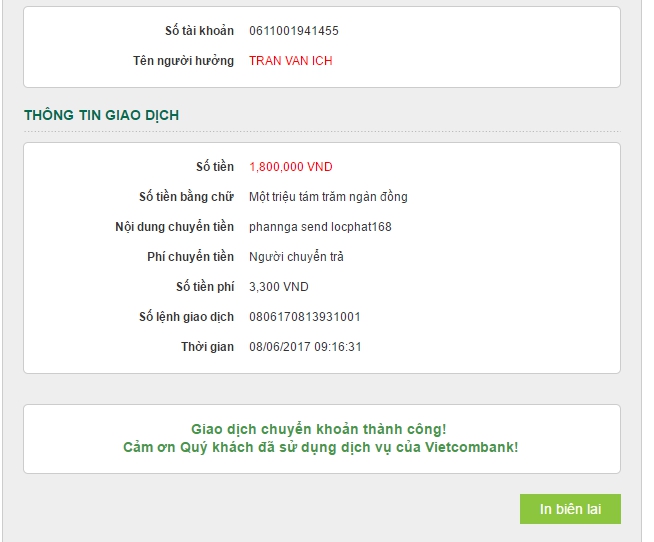 Số tài khoản 0611001941455
Tên người hưởng TRAN VAN ICH
THÔNG TIN GIAO DỊCH
Số tiền 1,800,000 VND
Số tiền bằng chữ Một triệu tám trăm ngàn đồng
Nội dung chuyển tiền phannga send locphat168
Phí chuyển tiền Người chuyển trả
Số tiền phí 3,300 VND
Số lệnh giao dịch 0806170813931001
Thời gian 08/06/2017 09:16:31
Giao dịch chuyển khoản thành công!
Cảm ơn Quý khách đã sử dụng dịch vụ của Vietcombank!
In biên lai